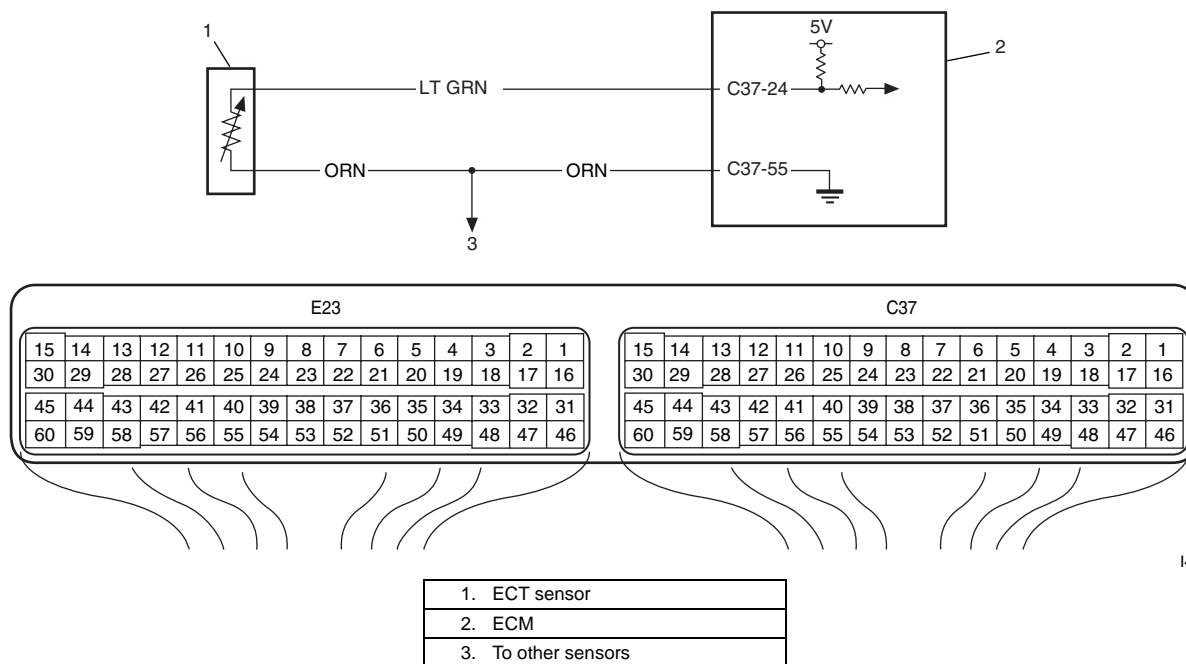 1
5V
2
LT GRN
C37-24
ORN
ORN
C37-55
3
E23
C37
15 14 13 12 11 10 9 8 7 6 5 4 3 2 1
30 29 28 27 26 25 24 23 22 21 20 19 18 17 16
45 44 43 42 41 40 39 38 37 36 35 34 33 32 31
60 59 58 57 56 55 54 53 52 51 50 49 48 47 46
15 14 13 12 11 10 9 8 7 6 5 4 3 2 1
30 29 28 27 26 25 24 23 22 21 20 19 18 17 16
45 44 43 42 41 40 39 38 37 36 35 34 33 32 31
60 59 58 57 56 55 54 53 52 51 50 49 48 47 46
1. ECT sensor
2. ECM
3. To other sensors